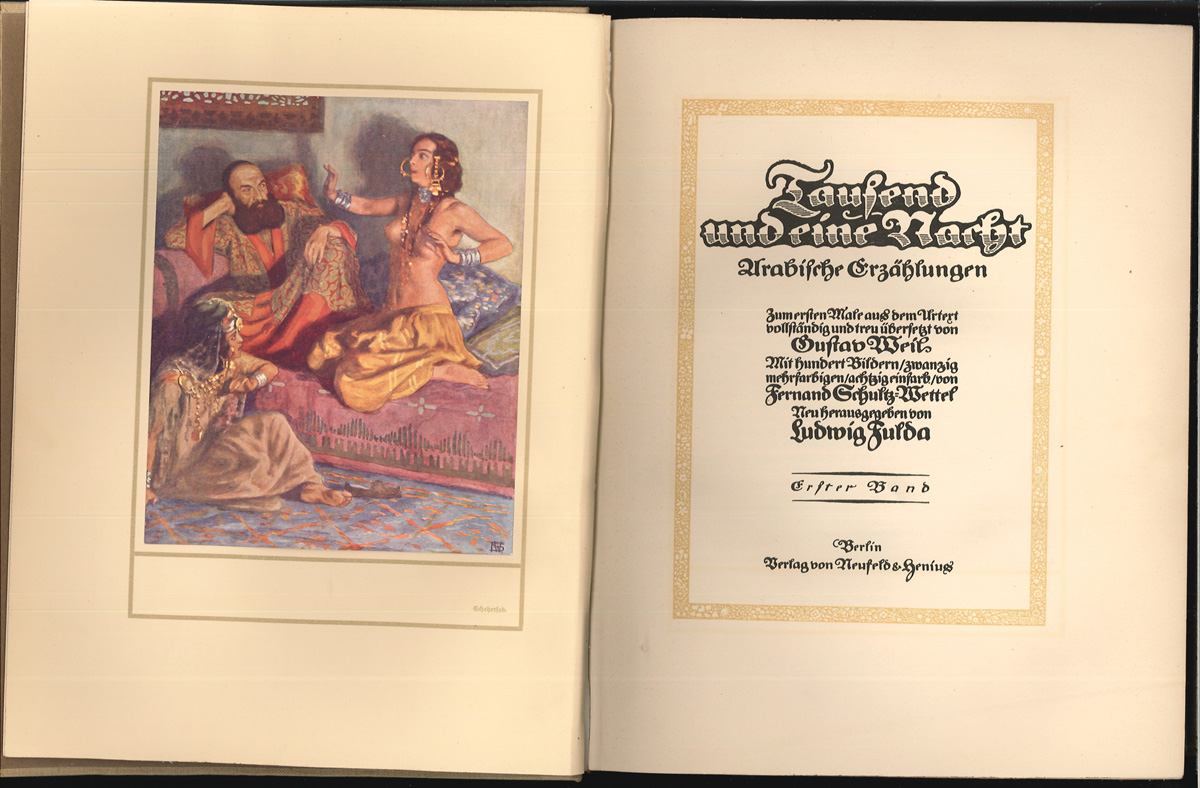 Schehersad
Tausend
und eine Nacht
Arabische Erzählungen
Zum ersten Male aus dem Urtext
vollständig und treu übersetzt von
Gustav Weil
Mit hundert Bildern/zwanzig
mehrfarbigen/achtzig einfarb/von
Fernand Schultz-Wettel
Neu herausgegeben von
Ludwig Fulda
Erster Band
Berlin
Verlag von Neufeld & Henius